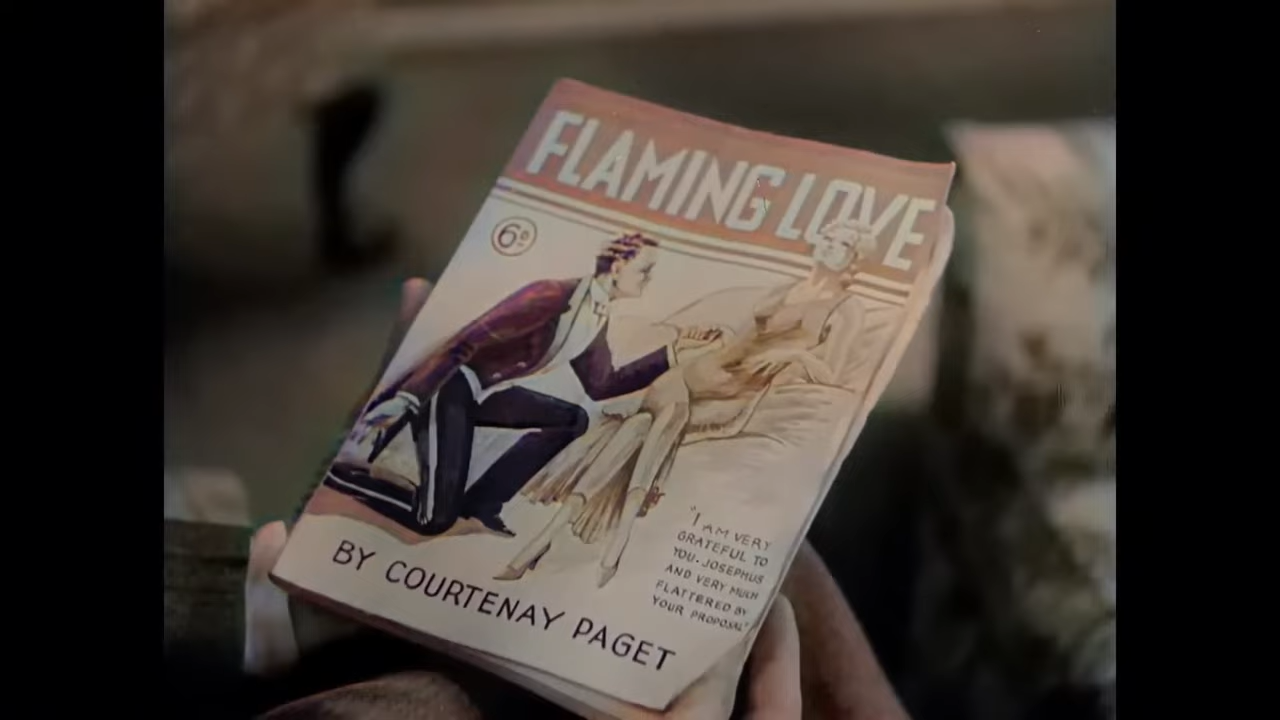 FLAMING LOVE
6D
"I AM VERY
GRATEFUL TO
YOU. JOSEPHUS
AND VERY MUCH
FLATTERED BY
YOUR PROPOSAL"
BY COURTENAY PAGET